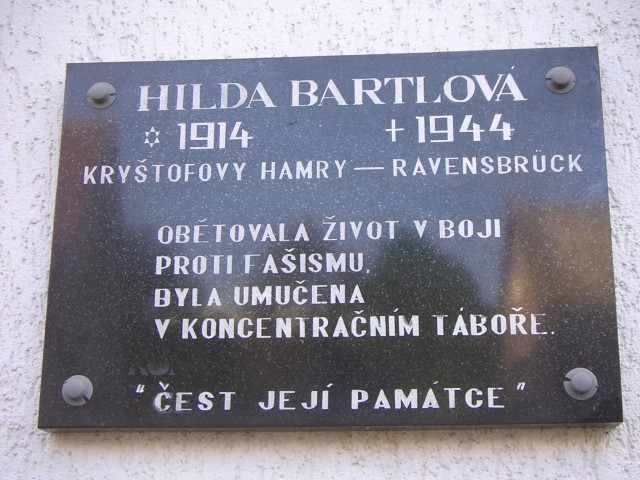 HILDA BARTLOVÁ
✡ 1914 + 1944
KRYŠTOFOVY HAMRY — RAVENSBRÜCK
OBĚTOVALA ŽIVOT V BOJI
PROTI FAŠISMU,
BYLA UMUČENA
V KONCENTRAČNÍM TÁBOŘE.
"ČEST JEJÍ PAMÁTCE"